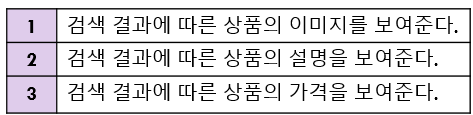 1 검색 결과에 따른 상품의 이미지를 보여준다.
2 검색 결과에 따른 상품의 설명을 보여준다.
3 검색 결과에 따른 상품의 가격을 보여준다.